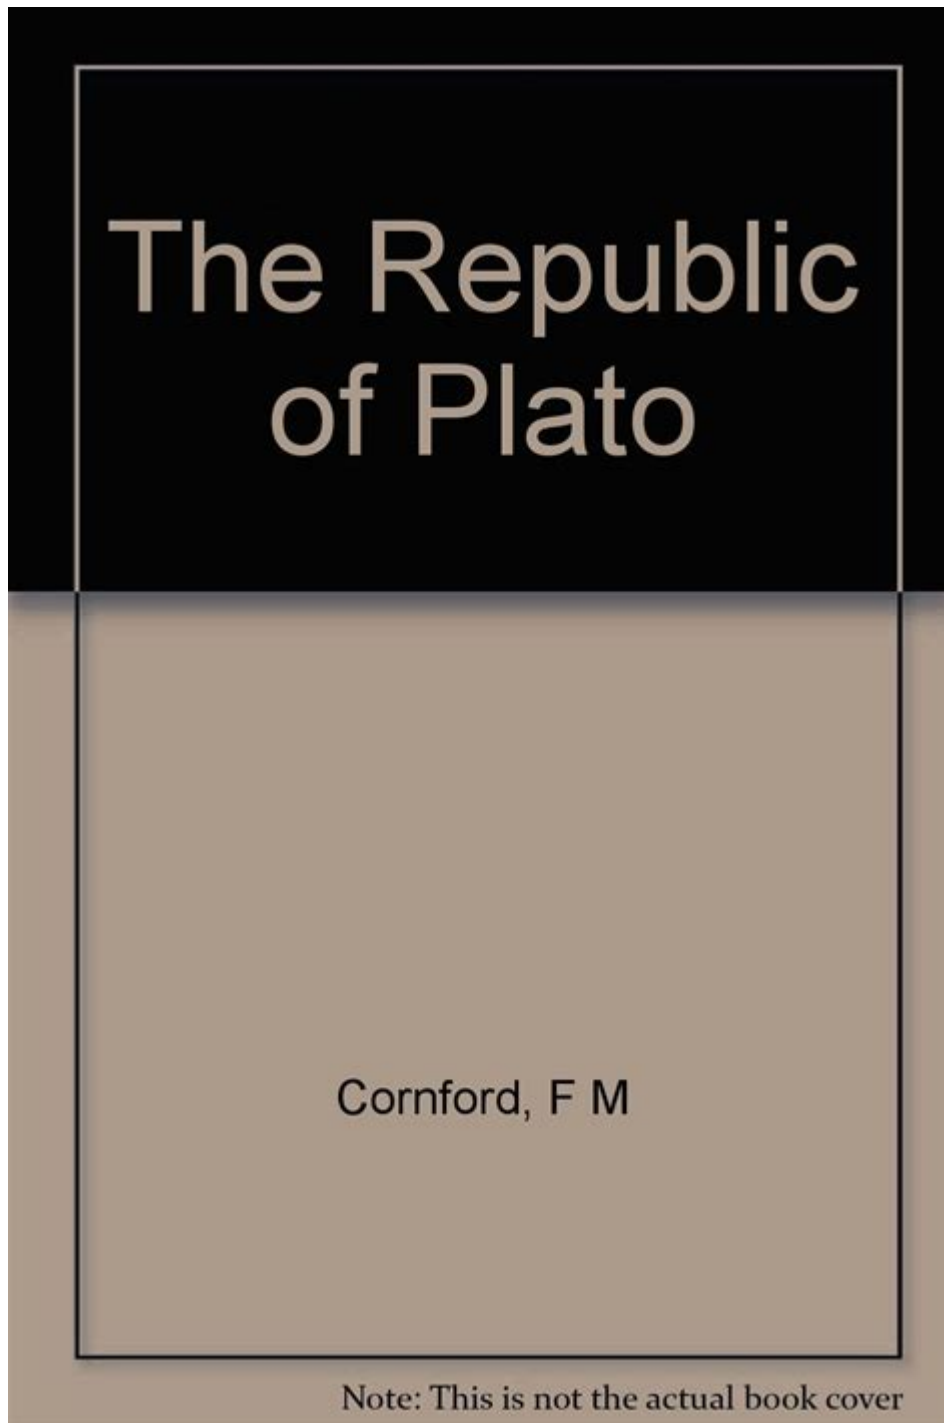 The Republic
of Plato
Cornford, F M
Note: This is not the actual book cover